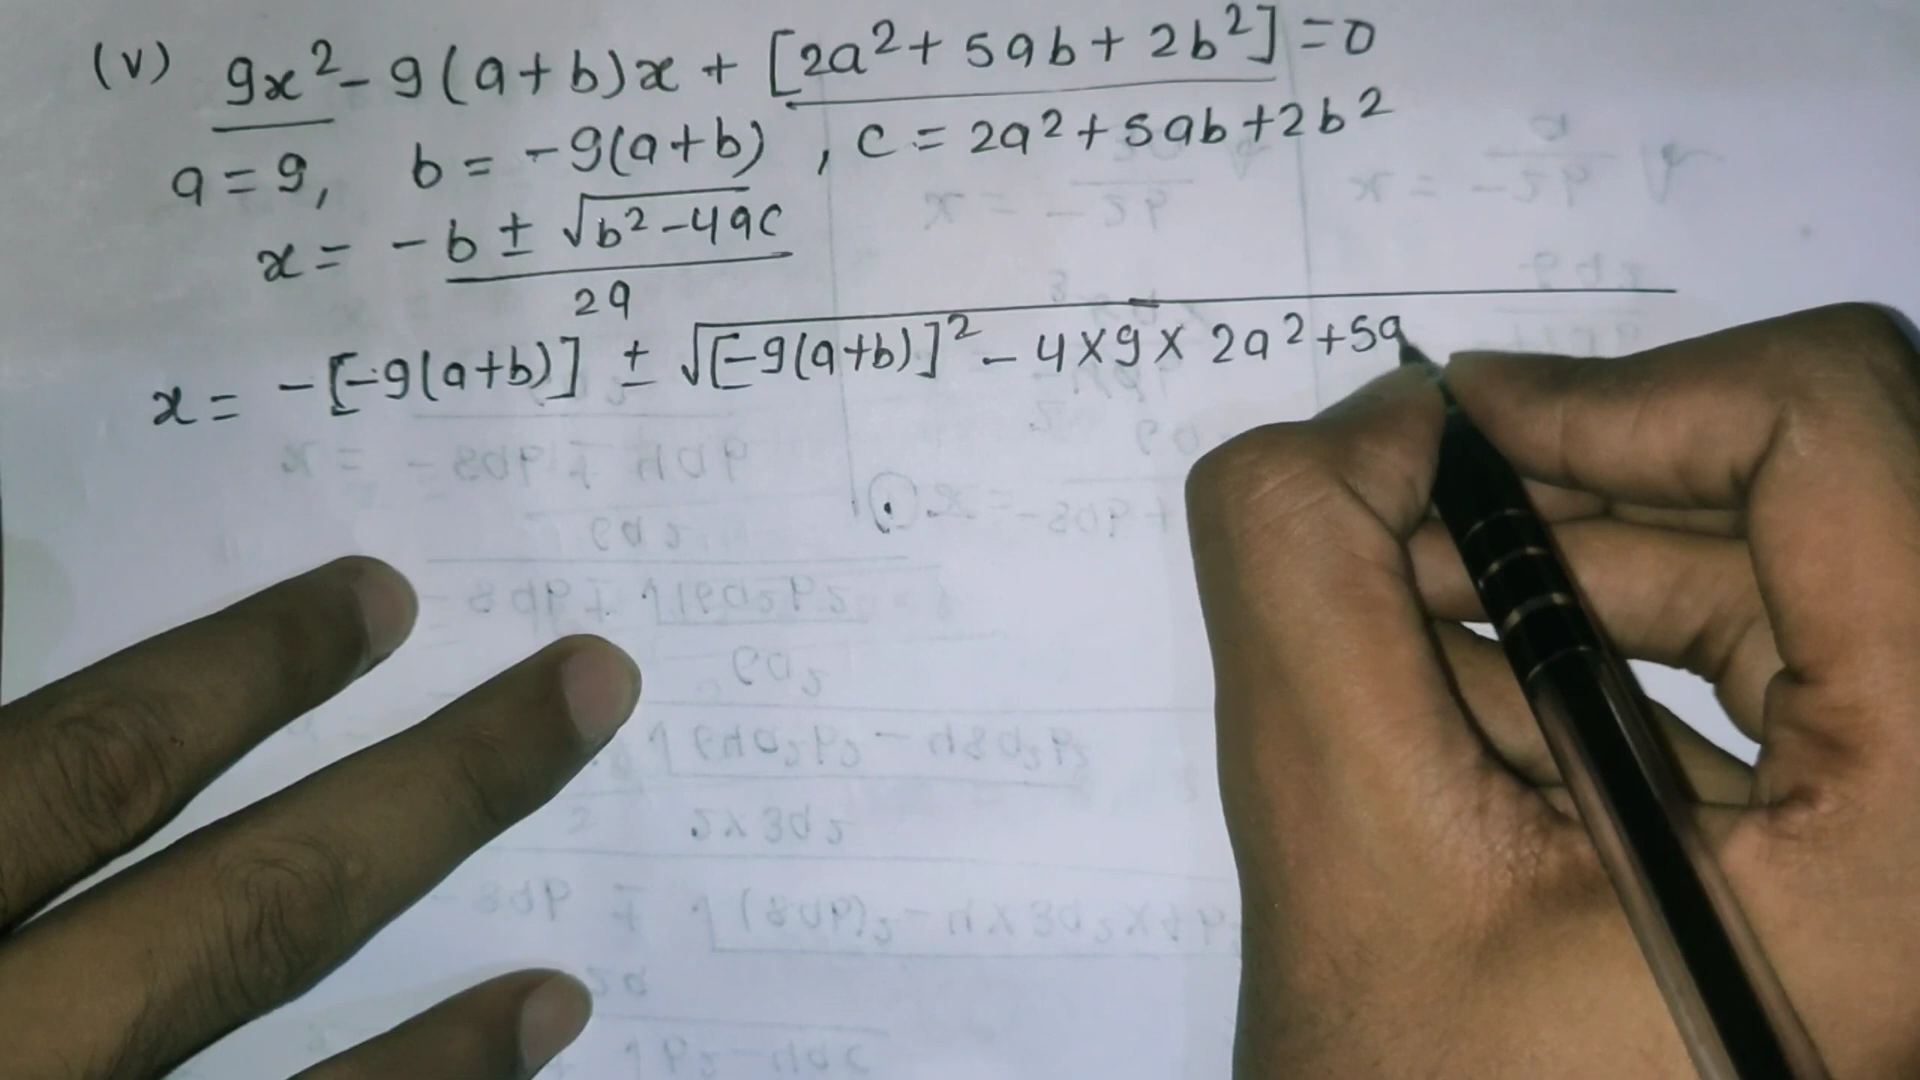 (v) 9x² - 9(a+b)x + [2a² + 5ab + 2b²] = 0
a = 9, b = -9(a+b), c = 2a² + 5ab + 2b²
x = -b ± √b² - 4ac
2a
x = -[-9(a+b)] ± √[-9(a+b)]² - 4×9× 2a² + 5a